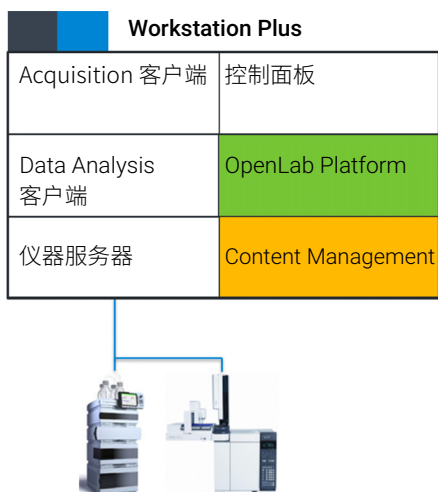 Workstation Plus
Acquisition 客户端
控制面板
Data Analysis
客户端
OpenLab Platform
仪器服务器
Content Management